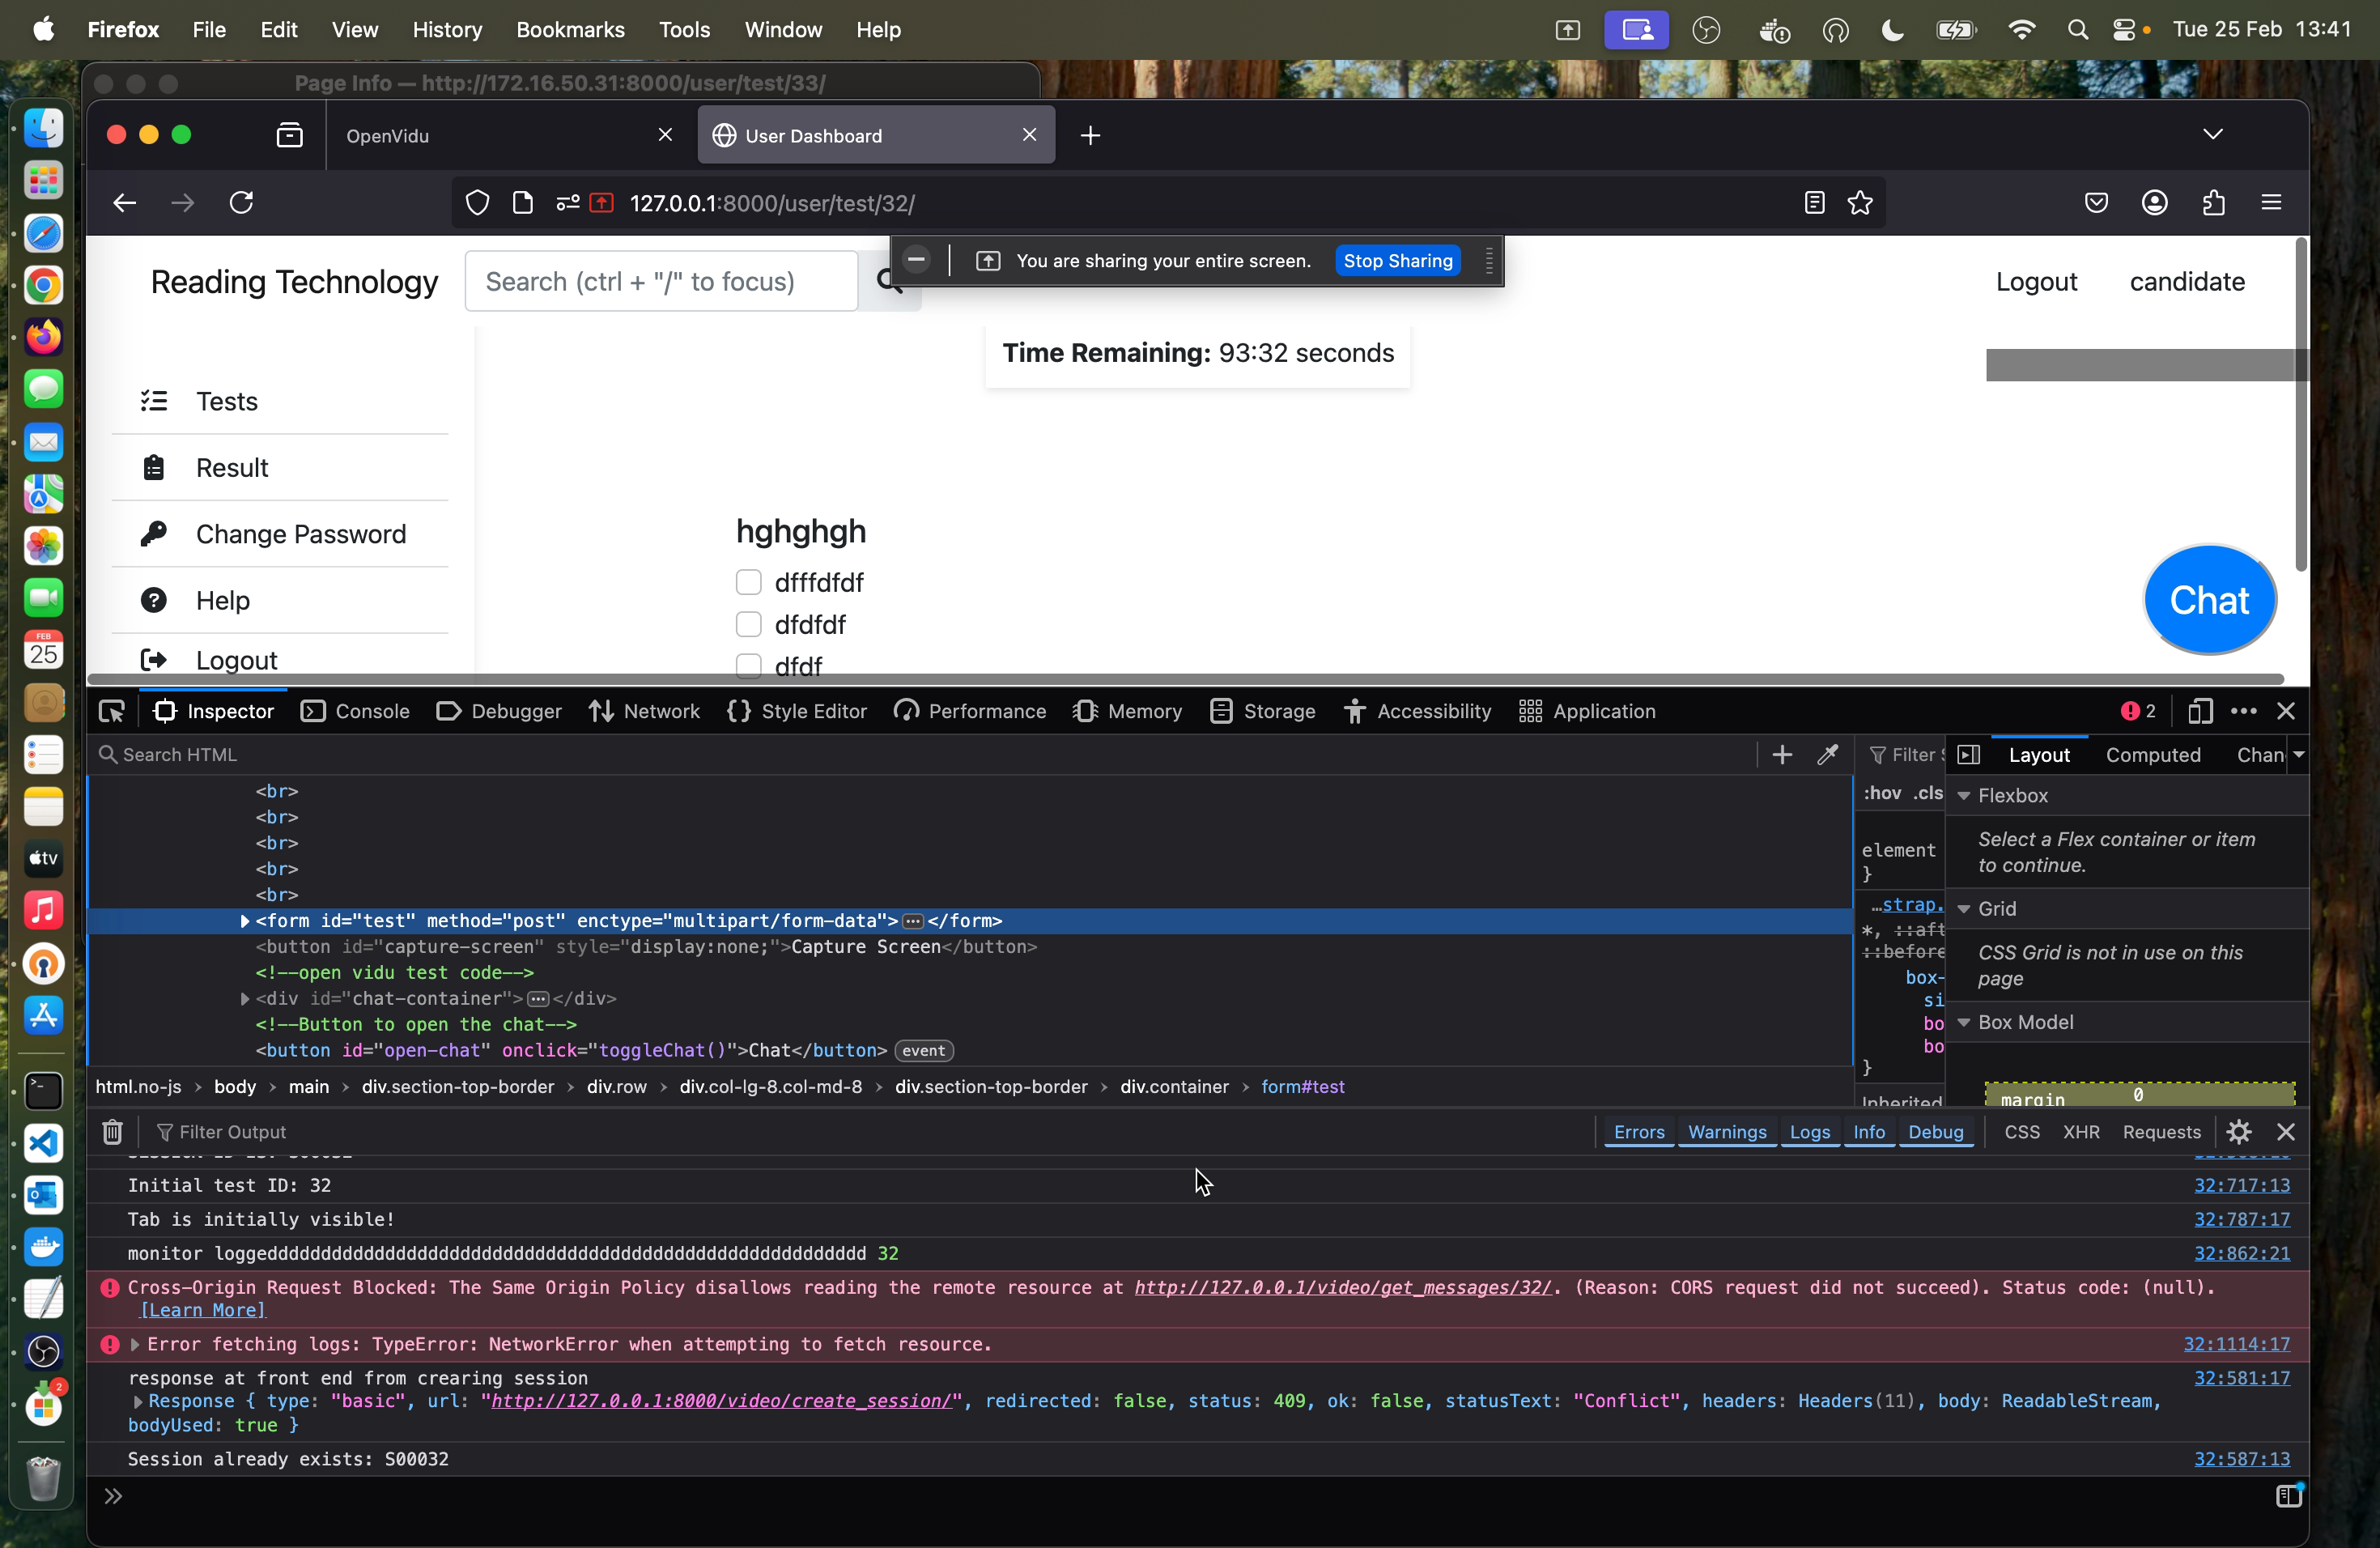 Firefox File Edit View History Bookmarks Tools Window Help Tue 25 Feb 13:41
Page Info — http://172.16.50.31:8000/user/test/33/
OpenVidu User Dashboard
127.0.0.1:8000/user/test/32/
Reading Technology Search (ctrl + "/" to focus) You are sharing your entire screen. Stop Sharing Logout candidate
Time Remaining: 93:32 seconds
Tests
Result
Change Password
Help
Logout
hghghgh
dfffdfdf
dfdfdf
dfdf
Chat
FEB
25
tv
2
Inspector Console Debugger Network Style Editor Performance Memory Storage Accessibility Application 2
Search HTML
<br>
<br>
<br>
<br>
<br>
<form id="test" method="post" enctype="multipart/form-data"></form>
<button id="capture-screen" style="display:none;">Capture Screen</button>
<!--open vidu test code-->
<div id="chat-container"></div>
<!--Button to open the chat-->
<button id="open-chat" onclick="toggleChat()">Chat</button> event
html.no-js > body > main > div.section-top-border > div.row > div.col-lg-8.col-md-8 > div.section-top-border > div.container > form#test
Filter
:hov .cls
element
}
…strap.
*, ::aft
::before
box-
si
bo
bo
}
Inherited
Layout Computed Chan
Flexbox
Select a Flex container or item
to continue.
Grid
CSS Grid is not in use on this
page
Box Model
margin 0
Filter Output Errors Warnings Logs Info Debug CSS XHR Requests
Initial test ID: 32 32:717:13
Tab is initially visible! 32:787:17
monitor loggedddddddddddddddddddddddddddddddddddddddddddddddddddddddd 32 32:862:21
Cross-Origin Request Blocked: The Same Origin Policy disallows reading the remote resource at http://127.0.0.1/video/get_messages/32/. (Reason: CORS request did not succeed). Status code: (null).
[Learn More]
Error fetching logs: TypeError: NetworkError when attempting to fetch resource. 32:1114:17
response at front end from crearing session 32:581:17
Response { type: "basic", url: "http://127.0.0.1:8000/video/create_session/", redirected: false, status: 409, ok: false, statusText: "Conflict", headers: Headers(11), body: ReadableStream,
bodyUsed: true }
Session already exists: S00032 32:587:13